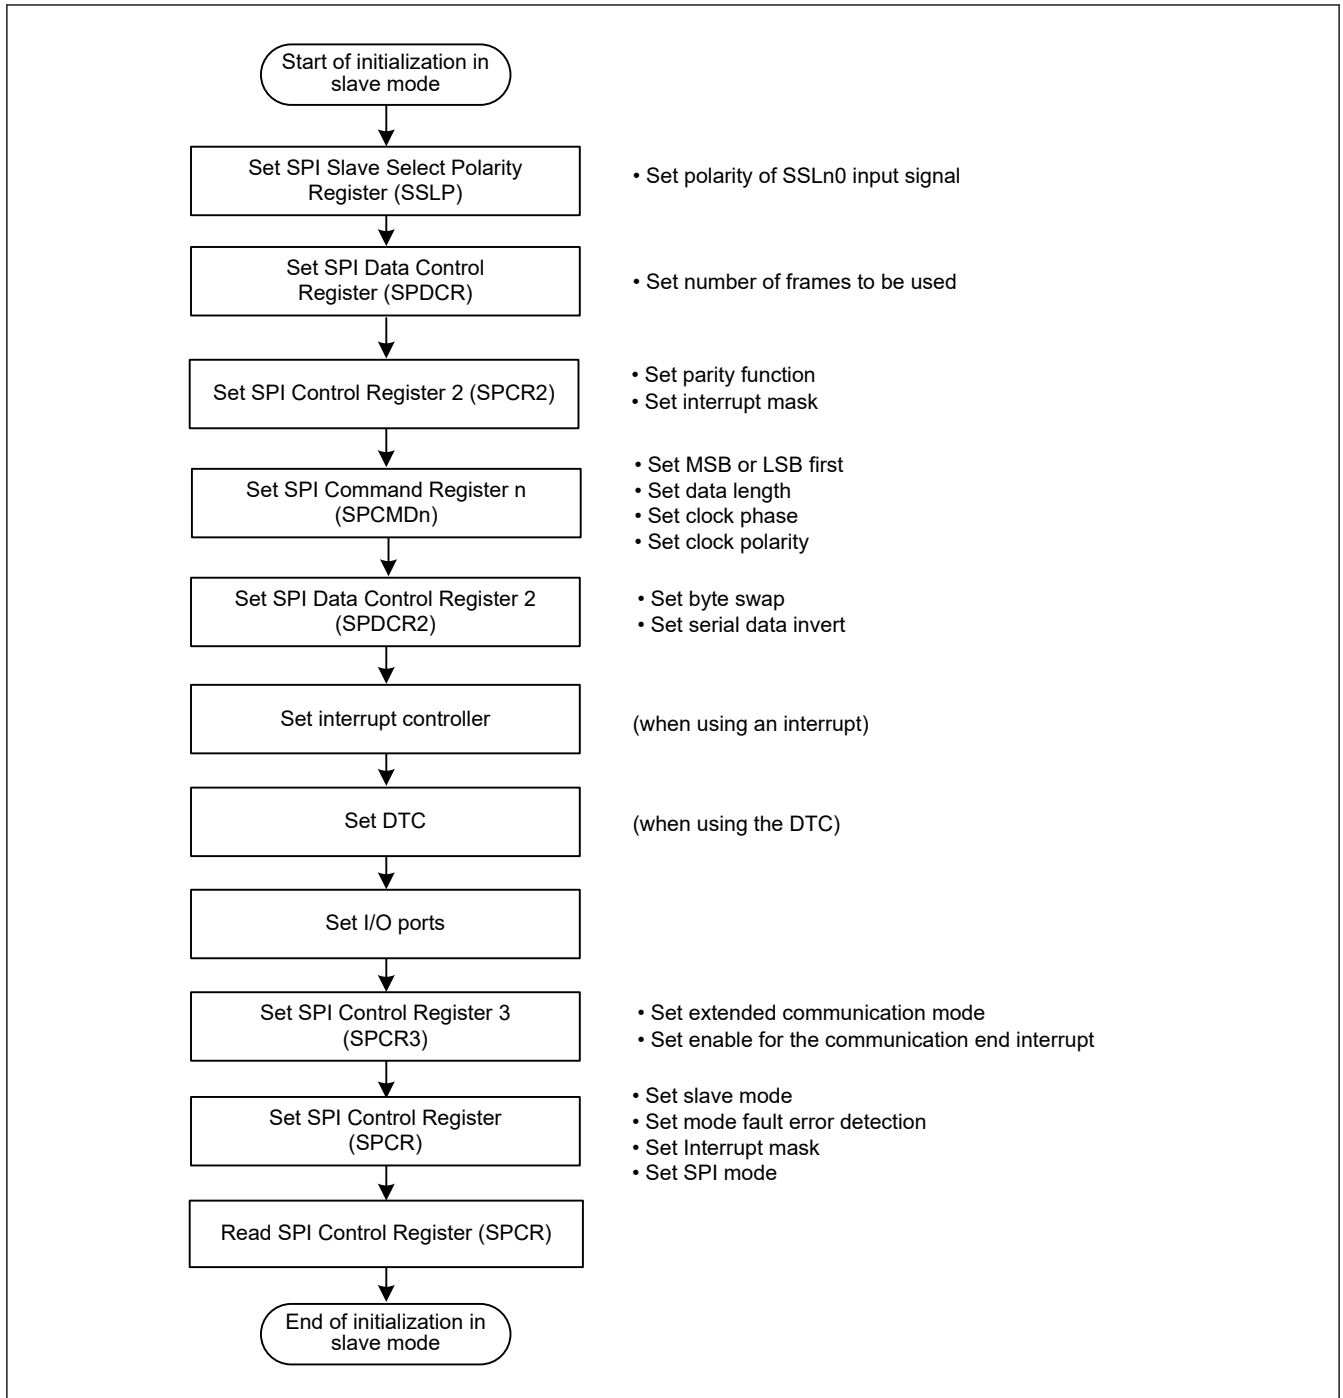 Start of initialization in
slave mode
Set SPI Slave Select Polarity
Register (SSLP)
• Set polarity of SSLn0 input signal
Set SPI Data Control
Register (SPDCR)
• Set number of frames to be used
Set SPI Control Register 2 (SPCR2)
• Set parity function
• Set interrupt mask
Set SPI Command Register n
(SPCMDn)
• Set MSB or LSB first
• Set data length
• Set clock phase
• Set clock polarity
Set SPI Data Control Register 2
(SPDCR2)
• Set byte swap
• Set serial data invert
Set interrupt controller
(when using an interrupt)
Set DTC
(when using the DTC)
Set I/O ports
Set SPI Control Register 3
(SPCR3)
• Set extended communication mode
• Set enable for the communication end interrupt
Set SPI Control Register
(SPCR)
• Set slave mode
• Set mode fault error detection
• Set Interrupt mask
• Set SPI mode
Read SPI Control Register (SPCR)
End of initialization in
slave mode